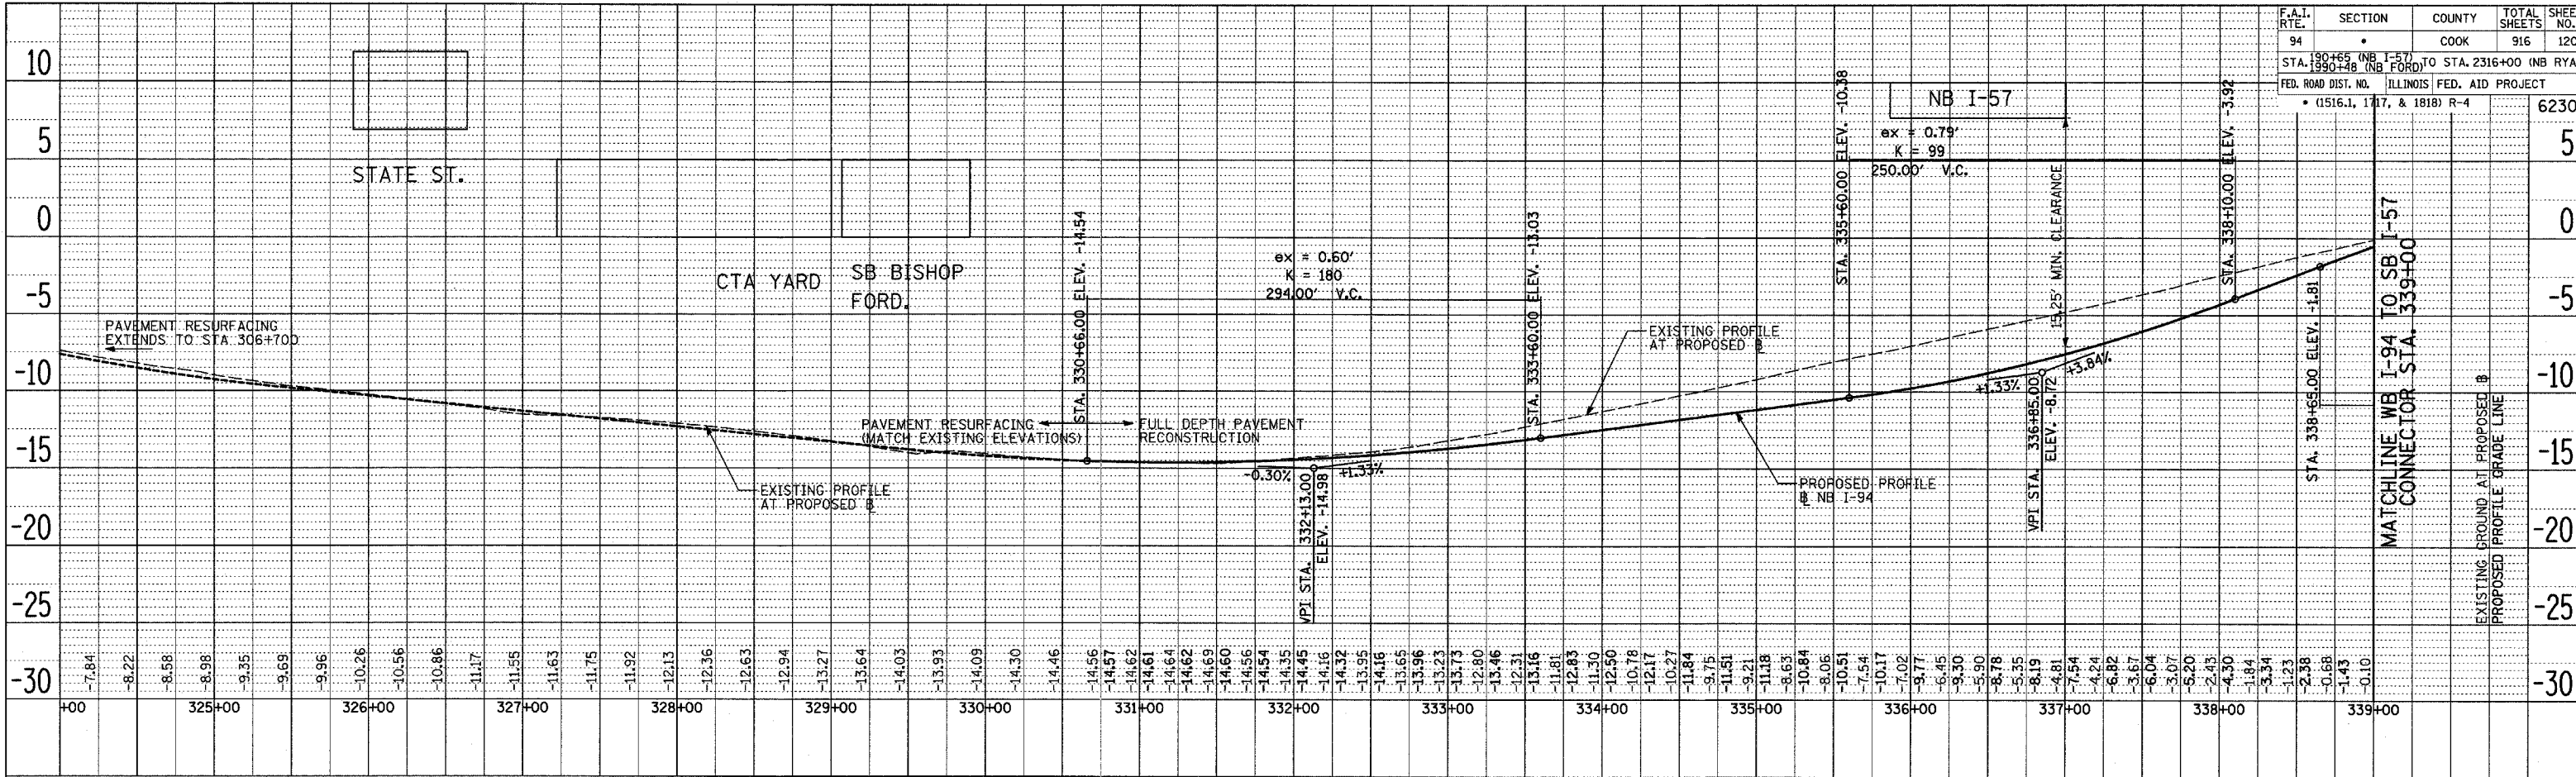 F.A.I. RTE. SECTION COUNTY TOTAL SHEETS SHEE NO.
94 • COOK 916 120
STA. 190+65 (NB I-57) TO STA. 2316+00 (NB RYA
1990+48 (NB FORD)
FED. ROAD DIST. NO. ILLINOIS FED. AID PROJECT
• (1516.1, 1717, & 1818) R-4
6230
10
5
0
-5
-10
-15
-20
-25
-30
STATE ST.
CTA YARD
SB BISHOP
FORD.
PAVEMENT RESURFACING
EXTENDS TO STA 306+700
EXISTING PROFILE
AT PROPOSED B
PAVEMENT RESURFACING
(MATCH EXISTING ELEVATIONS)
FULL DEPTH PAVEMENT
RECONSTRUCTION
STA. 330+66.00 ELEV. -14.54
ex = 0.60'
K = 180
294.00' V.C.
STA. 333+60.00 ELEV. -13.03
-0.30%
+1.33%
VPI STA. 332+13.00
ELEV. -14.98
EXISTING PROFILE
AT PROPOSED B
PROPOSED PROFILE
B NB I-94
STA. 335+60.00 ELEV. -10.38
NB I-57
ex = 0.79'
K = 99
250.00' V.C.
15.25' MIN. CLEARANCE
STA. 338+10.00 ELEV. -3.92
+1.33%
+3.84%
VPI STA. 336+85.00
ELEV. -8.72
STA. 338+65.00 ELEV. -1.81
MATCHLINE WB I-94 TO SB I-57
CONNECTOR STA. 339+00
EXISTING GROUND AT PROPOSED B
PROPOSED PROFILE GRADE LINE
5
0
-5
-10
-15
-20
-25
-30
-7.84 -8.22 -8.58 -8.98 -9.35 -9.69 -9.96 -10.26 -10.56 -10.86 -11.17 -11.55 -11.63 -11.75 -11.92 -12.13 -12.36 -12.63 -12.94 -13.27 -13.64 -14.03 -13.93 -14.09 -14.30 -14.46 -14.56 -14.57 -14.62 -14.61 -14.64 -14.62 -14.69 -14.60 -14.56 -14.54 -14.35 -14.45 -14.16 -14.32 -13.95 -14.16 -13.65 -13.96 -13.23 -13.73 -12.80 -13.46 -12.31 -13.16 -11.81 -12.83 -11.30 -12.50 -10.78 -12.17 -10.27 -11.84 -9.75 -11.51 -9.21 -11.18 -8.63 -10.84 -8.06 -10.51 -7.54 -10.17 -7.02 -9.77 -6.45 -9.30 -5.90 -8.78 -5.35 -8.19 -4.81 -7.54 -4.24 -6.82 -3.67 -6.04 -3.07 -5.20 -2.43 -4.30 -1.84 -3.34 -1.23 -2.38 -0.68 -1.43 -0.10
+00 325+00 326+00 327+00 328+00 329+00 330+00 331+00 332+00 333+00 334+00 335+00 336+00 337+00 338+00 339+00